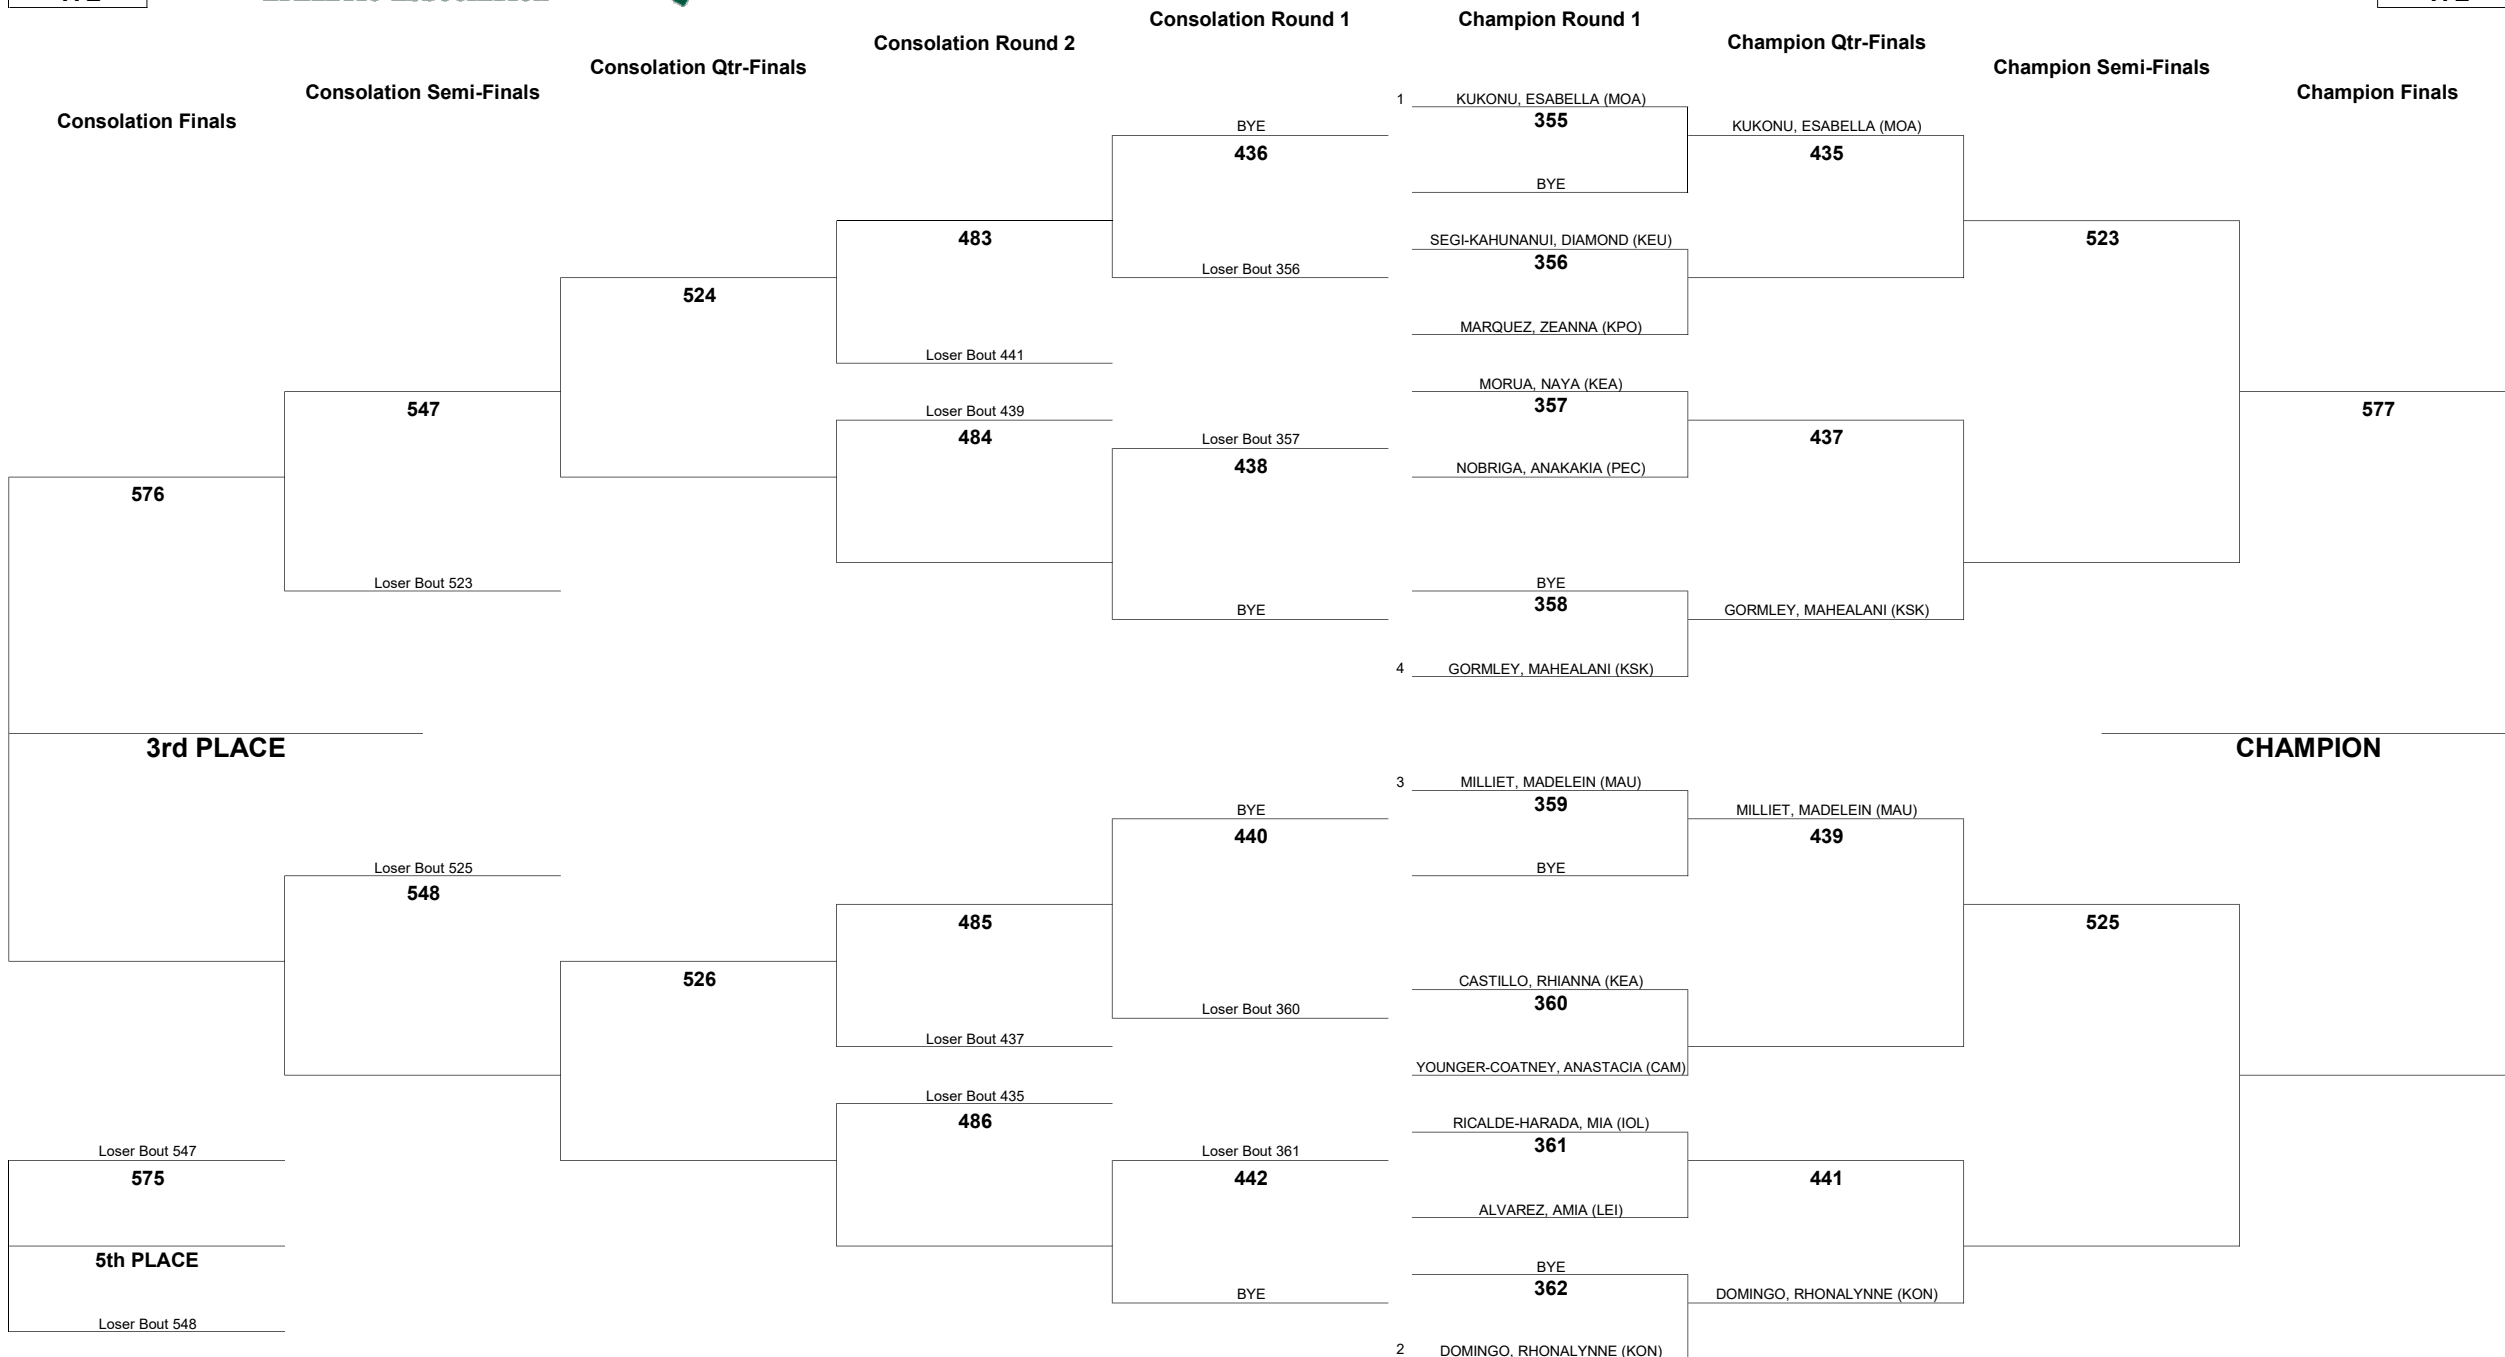 Consolation Round 1
Champion Round 1
Consolation Round 2
Champion Qtr-Finals
Consolation Qtr-Finals
Champion Semi-Finals
Consolation Semi-Finals
Champion Finals
Consolation Finals
1 KUKONU, ESABELLA (MOA)
355
BYE
KUKONU, ESABELLA (MOA)
436
435
BYE
483
SEGI-KAHUNANUI, DIAMOND (KEU)
523
356
Loser Bout 356
524
MARQUEZ, ZEANNA (KPO)
Loser Bout 441
MORUA, NAYA (KEA)
547
357
577
Loser Bout 439
484
Loser Bout 357
437
438
NOBRIGA, ANAKAKIA (PEC)
576
Loser Bout 523
BYE
358
BYE
GORMLEY, MAHEALANI (KSK)
4 GORMLEY, MAHEALANI (KSK)
3rd PLACE
CHAMPION
3 MILLIET, MADELEIN (MAU)
359
BYE
MILLIET, MADELEIN (MAU)
440
439
Loser Bout 525
BYE
548
485
525
526
CASTILLO, RHIANNA (KEA)
360
Loser Bout 360
Loser Bout 437
YOUNGER-COATNEY, ANASTACIA (CAM)
Loser Bout 435
486
RICALDE-HARADA, MIA (IOL)
361
Loser Bout 547
Loser Bout 361
575
442
441
ALVAREZ, AMIA (LEI)
5th PLACE
BYE
362
BYE
DOMINGO, RHONALYNNE (KON)
Loser Bout 548
2 DOMINGO, RHONALYNNE (KON)